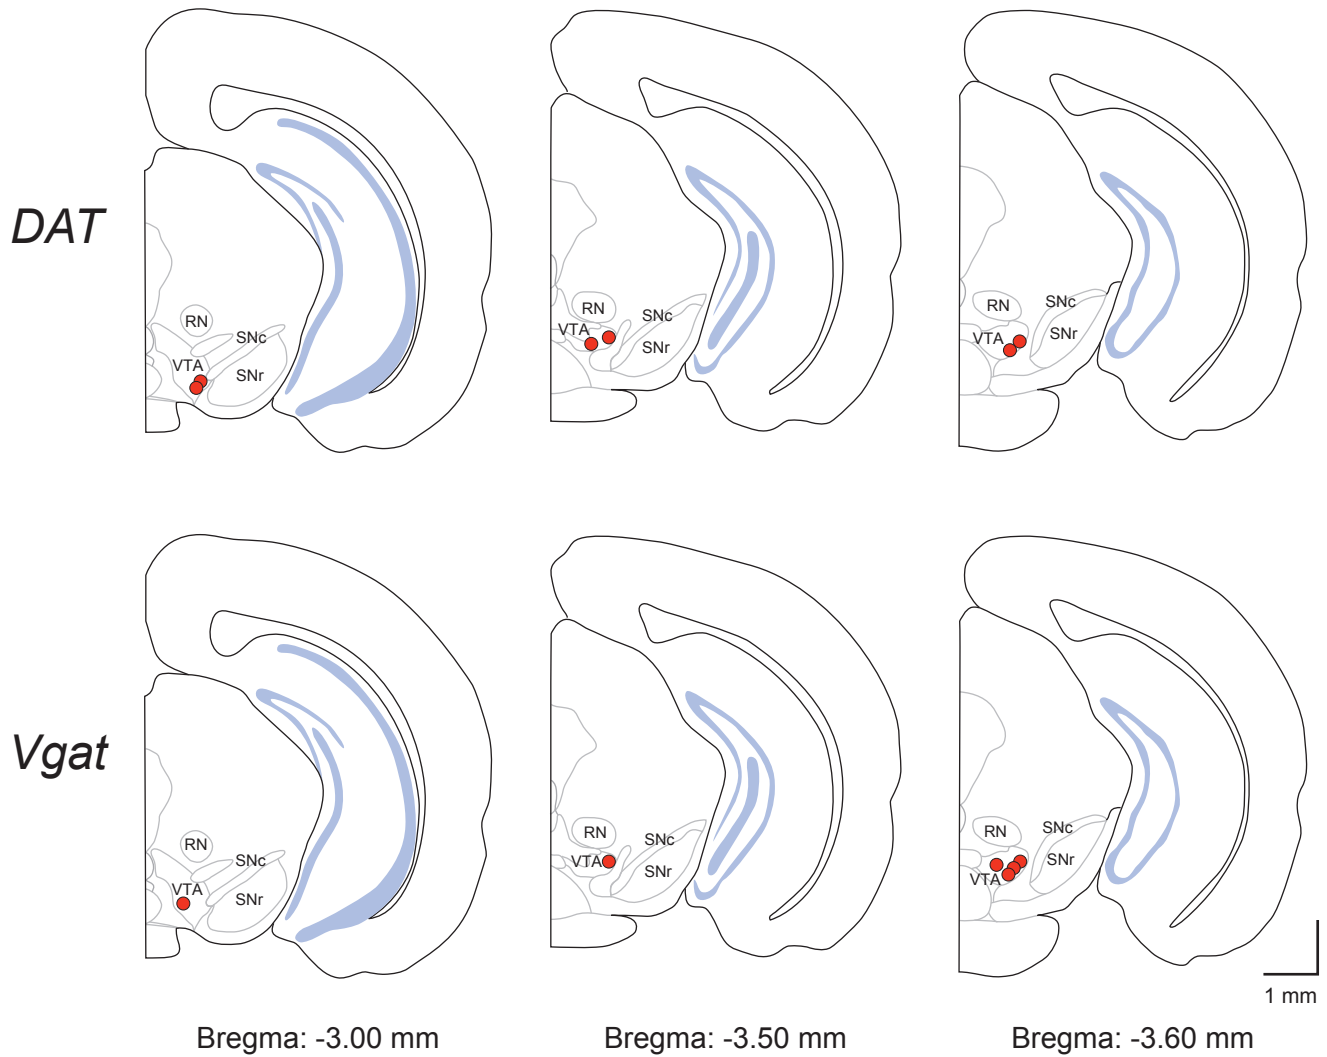 DAT
RN
SNc
VTA
SNr
RN
SNc
VTA
SNr
RN
SNc
VTA
SNr
Vgat
RN
SNc
VTA
SNr
RN
SNc
VTA
SNr
RN
SNc
VTA
SNr
1 mm
Bregma: -3.00 mm
Bregma: -3.50 mm
Bregma: -3.60 mm